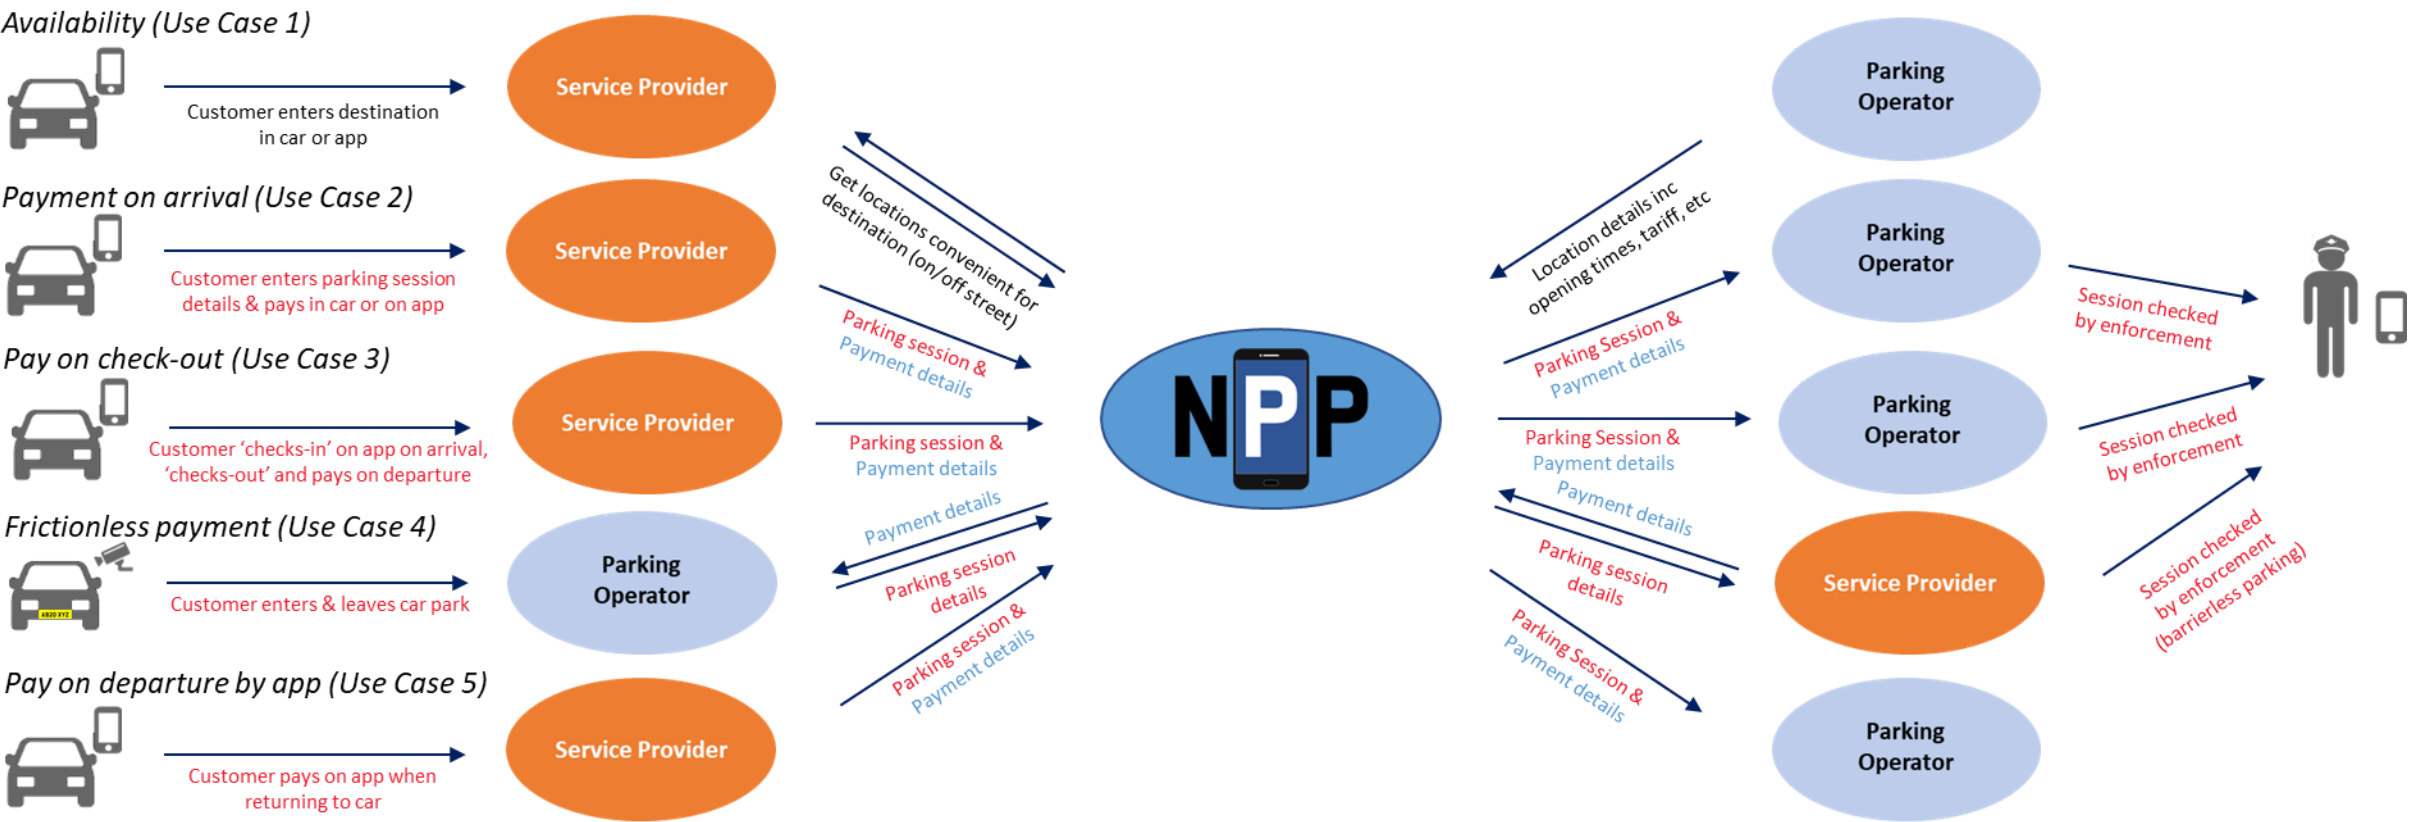 Availability (Use Case 1)
Customer enters destination
in car or app
Service Provider
Get locations convenient for
destination (on/off street)
Location details inc
opening times, tariff, etc
Parking
Operator
Payment on arrival (Use Case 2)
Customer enters parking session
details & pays in car or on app
Service Provider
Parking session &
Payment details
Parking Session &
Payment details
Parking
Operator
Session checked
by enforcement
Pay on check-out (Use Case 3)
Customer ‘checks-in’ on app on arrival,
‘checks-out’ and pays on departure
Service Provider
Parking session &
Payment details
NPP
Parking Session &
Payment details
Parking
Operator
Session checked
by enforcement
Frictionless payment (Use Case 4)
AB20 XYZ
Customer enters & leaves car park
Parking
Operator
Payment details
Parking session
details
Payment details
Parking session
details
Service Provider
Session checked
by enforcement
(barrierless parking)
Pay on departure by app (Use Case 5)
Customer pays on app when
returning to car
Service Provider
Parking session &
Payment details
Parking Session &
Payment details
Parking
Operator